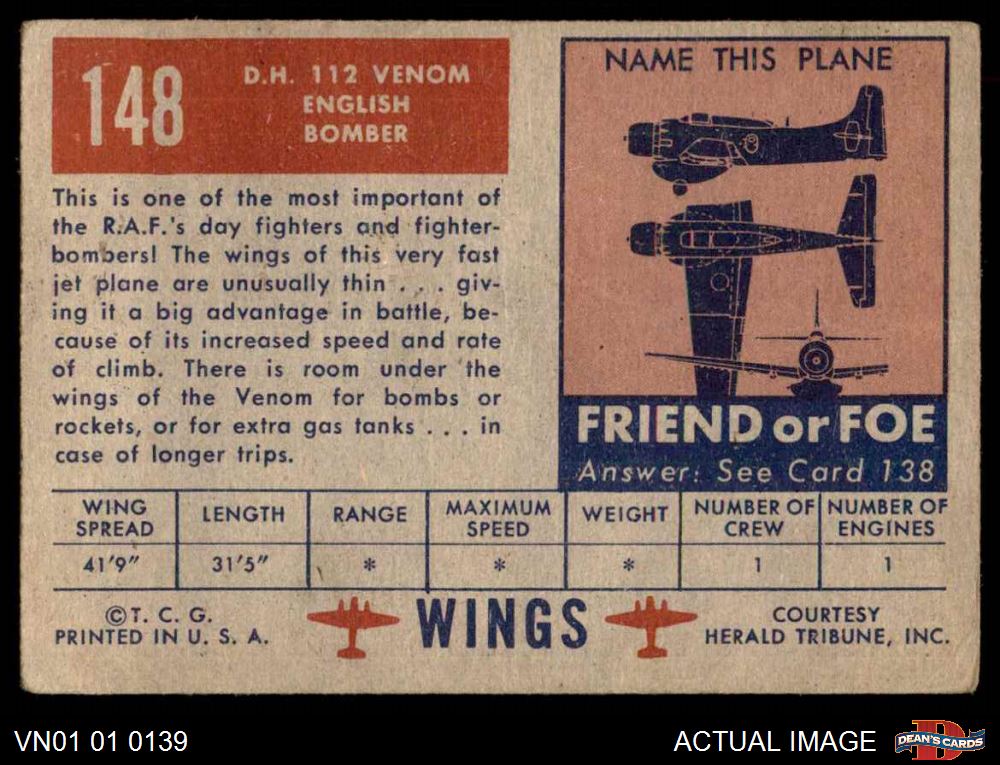 148
D.H. 112 VENOM
ENGLISH
BOMBER
This is one of the most important of
the R.A.F.'s day fighters and fighter-
bombers! The wings of this very fast
jet plane are unusually thin . . . giv-
ing it a big advantage in battle, be-
cause of its increased speed and rate
of climb. There is room under the
wings of the Venom for bombs or
rockets, or for extra gas tanks . . . in
case of longer trips.
NAME THIS PLANE
FRIEND or FOE
Answer: See Card 138
WING SPREAD LENGTH RANGE MAXIMUM SPEED WEIGHT NUMBER OF CREW NUMBER OF ENGINES
41'9" 31'5" * * * 1 1
©T. C. G.
PRINTED IN U. S. A.
WINGS
COURTESY
HERALD TRIBUNE, INC.
VN01 01 0139
ACTUAL IMAGE
DEAN'S CARDS